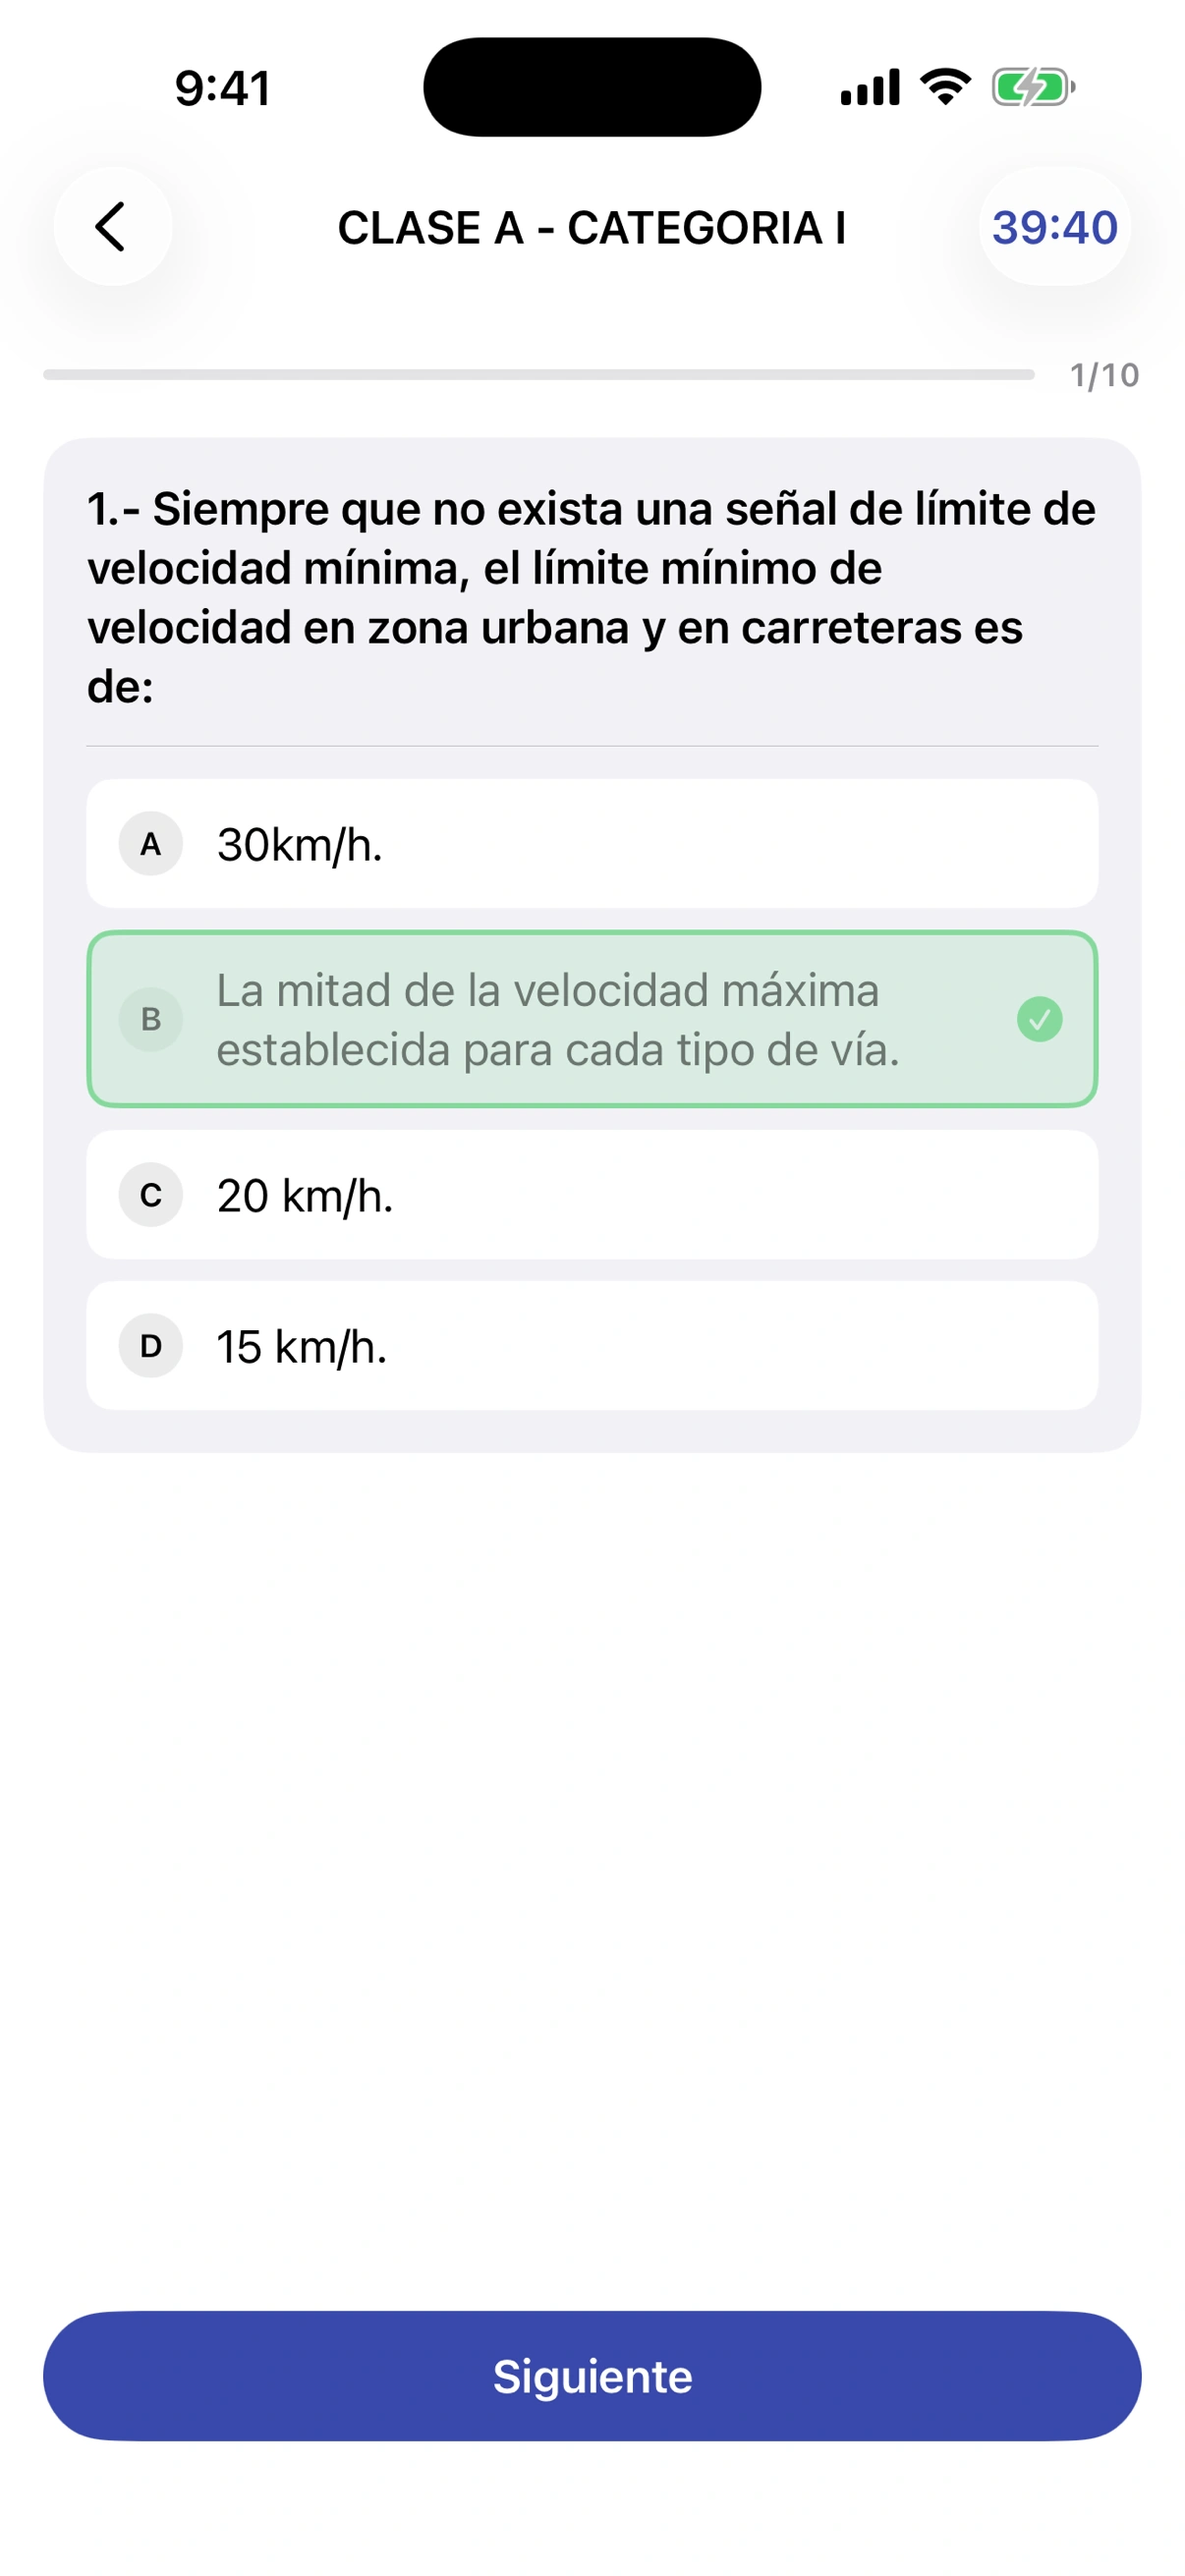 9:41
CLASE A - CATEGORIA I
39:40
1/10
1.- Siempre que no exista una señal de límite de
velocidad mínima, el límite mínimo de
velocidad en zona urbana y en carreteras es
de:
A
30km/h.
B
La mitad de la velocidad máxima
establecida para cada tipo de vía.
C
20 km/h.
D
15 km/h.
Siguiente